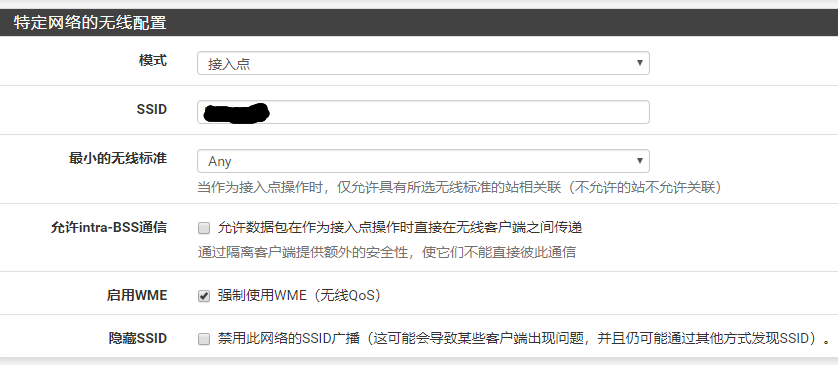 特定网络的无线配置
模式
接入点
SSID
最小的无线标准
Any
当作为接入点操作时，仅允许具有所选无线标准的站相关联（不允许的站不允许关联）
允许intra-BSS通信
允许数据包在作为接入点操作时直接在无线客户端之间传递
通过隔离客户端提供额外的安全性，使它们不能直接彼此通信
启用WME
强制使用WME（无线QoS）
隐藏SSID
禁用此网络的SSID广播（这可能会导致某些客户端出现问题，并且仍可能通过其他方式发现SSID）。